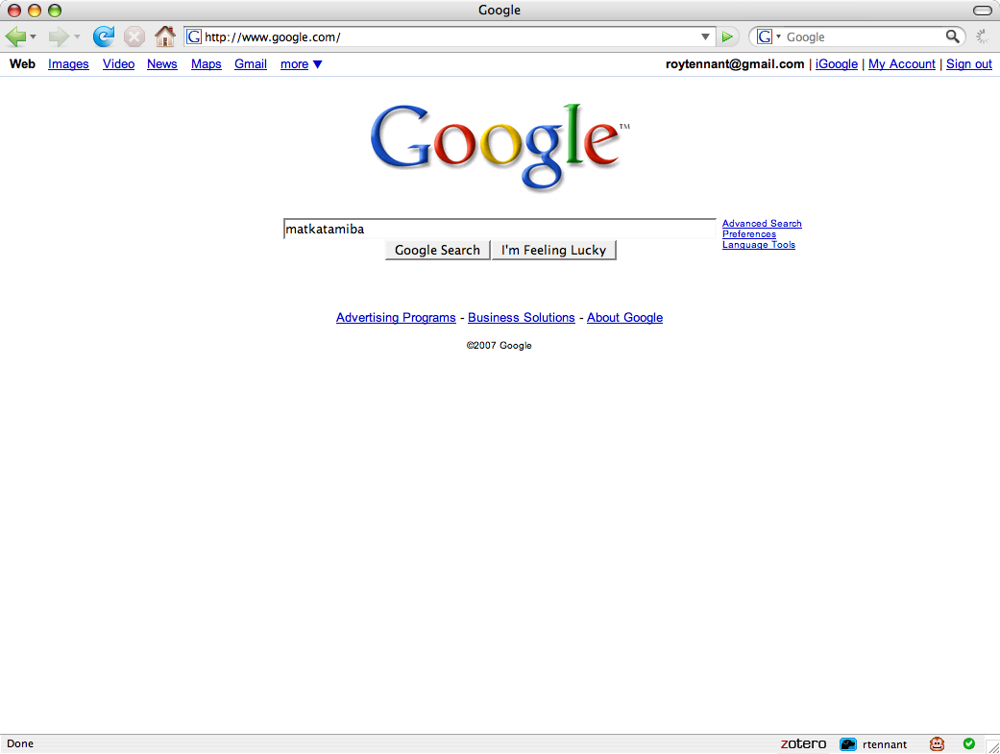 Google
http://www.google.com/
Google
Web Images Video News Maps Gmail more ▼
roytennant@gmail.com | iGoogle | My Account | Sign out
Google™
matkatamiba
Advanced Search
Preferences
Language Tools
Google Search I'm Feeling Lucky
Advertising Programs - Business Solutions - About Google
©2007 Google
Done
zotero rtennant